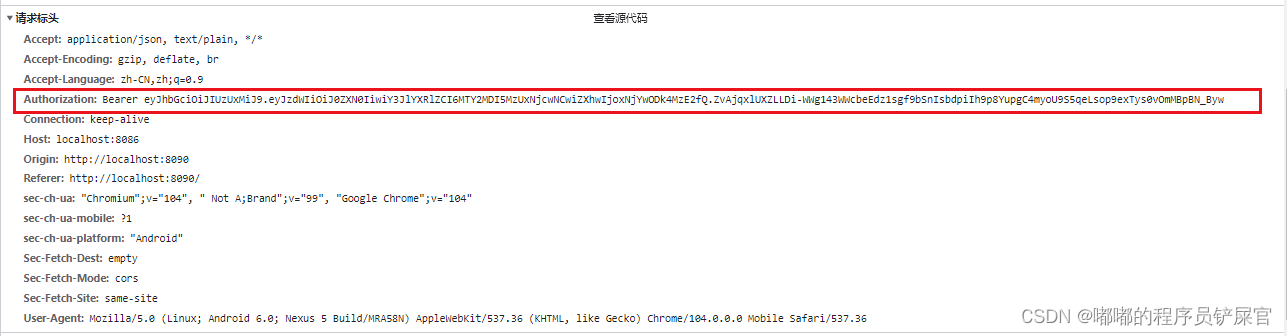 请求标头 查看源代码
Accept: application/json, text/plain, */*
Accept-Encoding: gzip, deflate, br
Accept-Language: zh-CN,zh;q=0.9
Authorization: Bearer eyJhbGciOiJIUzUxMiJ9.eyJzdWIiOiJ0ZXN0IiwiY3JlYXRlZCI6MTY2MDI5MzUxNjcwNCwiZXhwIjoxNjYwODk4MzE2fQ.ZvAjqxlUXZLLDi-WWg143WWcbeEdz1sgf9bSnIsbdpiIh9p8YupgC4myoU9S5qeLsop9exTys0vOmMBpBN_Byw
Connection: keep-alive
Host: localhost:8086
Origin: http://localhost:8090
Referer: http://localhost:8090/
sec-ch-ua: "Chromium";v="104", " Not A;Brand";v="99", "Google Chrome";v="104"
sec-ch-ua-mobile: ?1
sec-ch-ua-platform: "Android"
Sec-Fetch-Dest: empty
Sec-Fetch-Mode: cors
Sec-Fetch-Site: same-site
User-Agent: Mozilla/5.0 (Linux; Android 6.0; Nexus 5 Build/MRA58N) AppleWebKit/537.36 (KHTML, like Gecko) Chrome/104.0.0.0 Mobile Safari/537.36
CSDN @嘟嘟的程序员铲屎官